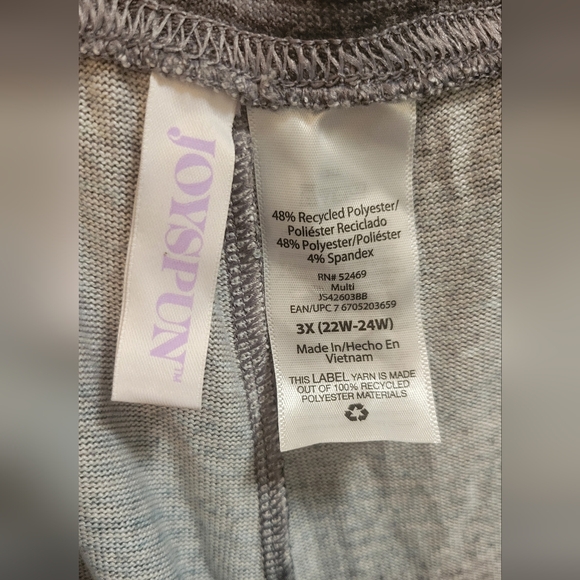 JOYSPUN™
48% Recycled Polyester/
Poliéster Reciclado
48% Polyester/Poliéster
4% Spandex
RN# 52469
Multi
JS42603BB
EAN/UPC 7 6705203659
3X (22W-24W)
Made In/Hecho En
Vietnam
THIS LABEL YARN IS MADE
OUT OF 100% RECYCLED
POLYESTER MATERIALS